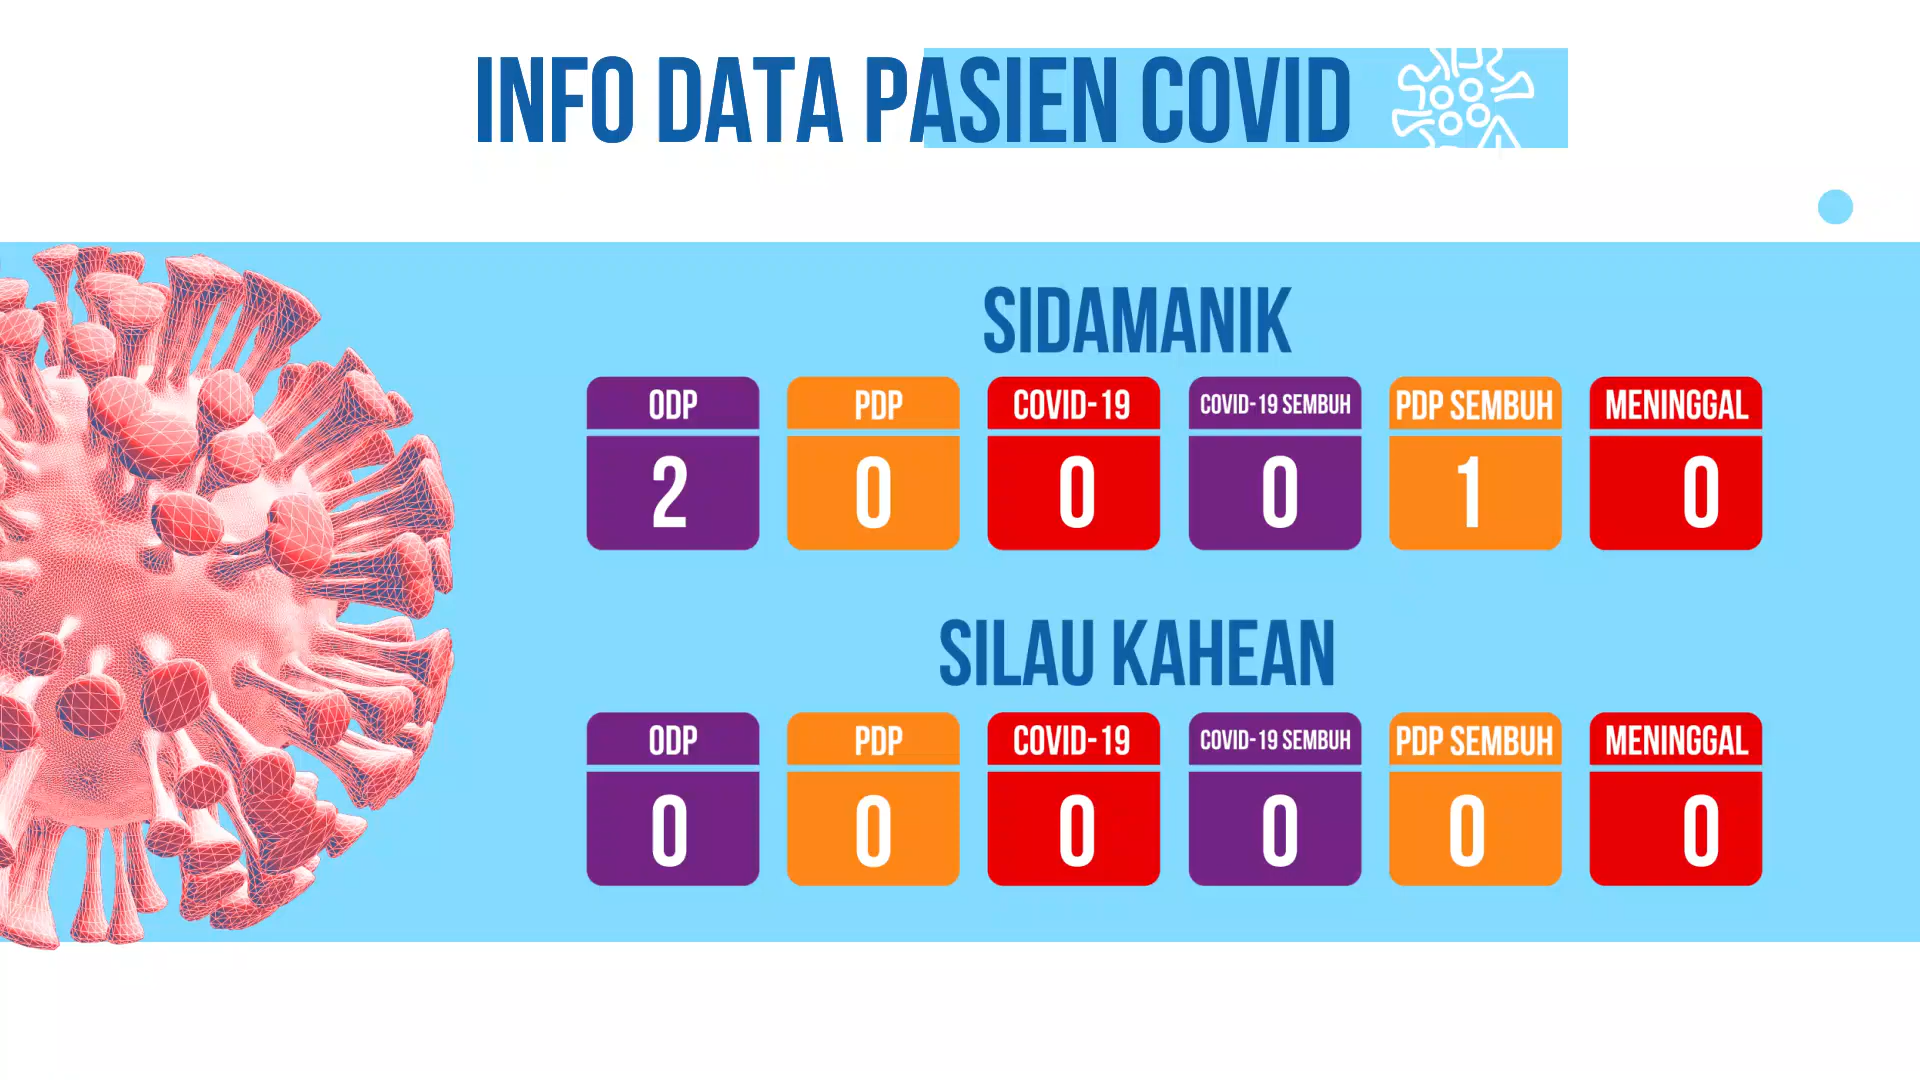 INFO DATA PASIEN COVID
SIDAMANIK
ODP PDP COVID-19 COVID-19 SEMBUH PDP SEMBUH MENINGGAL
2 0 0 0 1 0
SILAU KAHEAN
ODP PDP COVID-19 COVID-19 SEMBUH PDP SEMBUH MENINGGAL
0 0 0 0 0 0